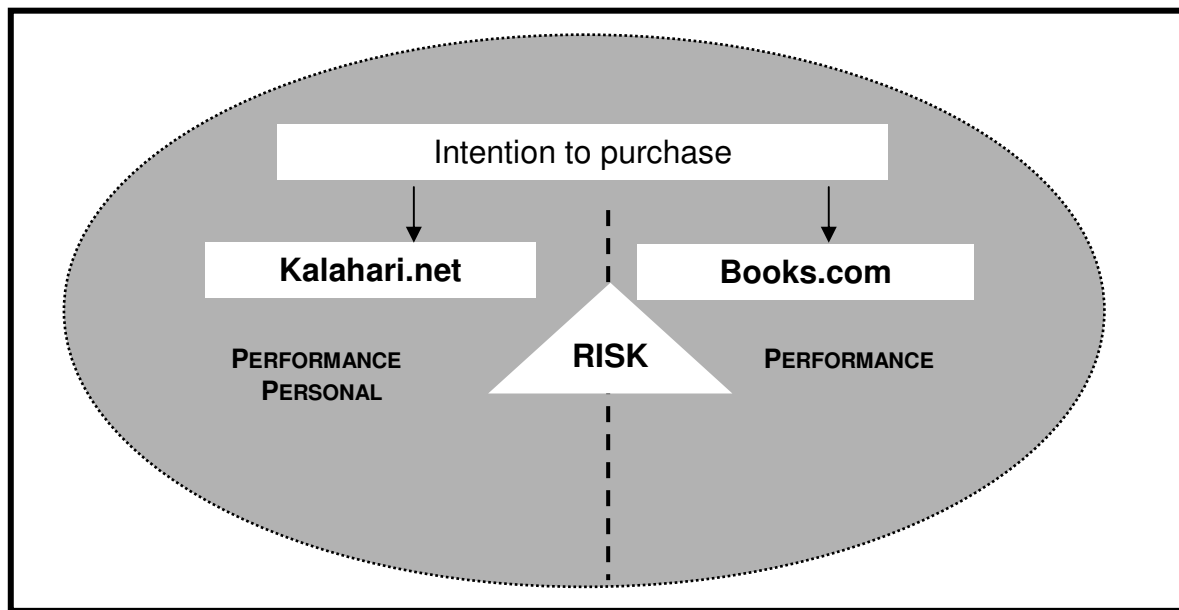 Intention to purchase
Kalahari.net
Books.com
PERFORMANCE
PERSONAL
RISK
PERFORMANCE